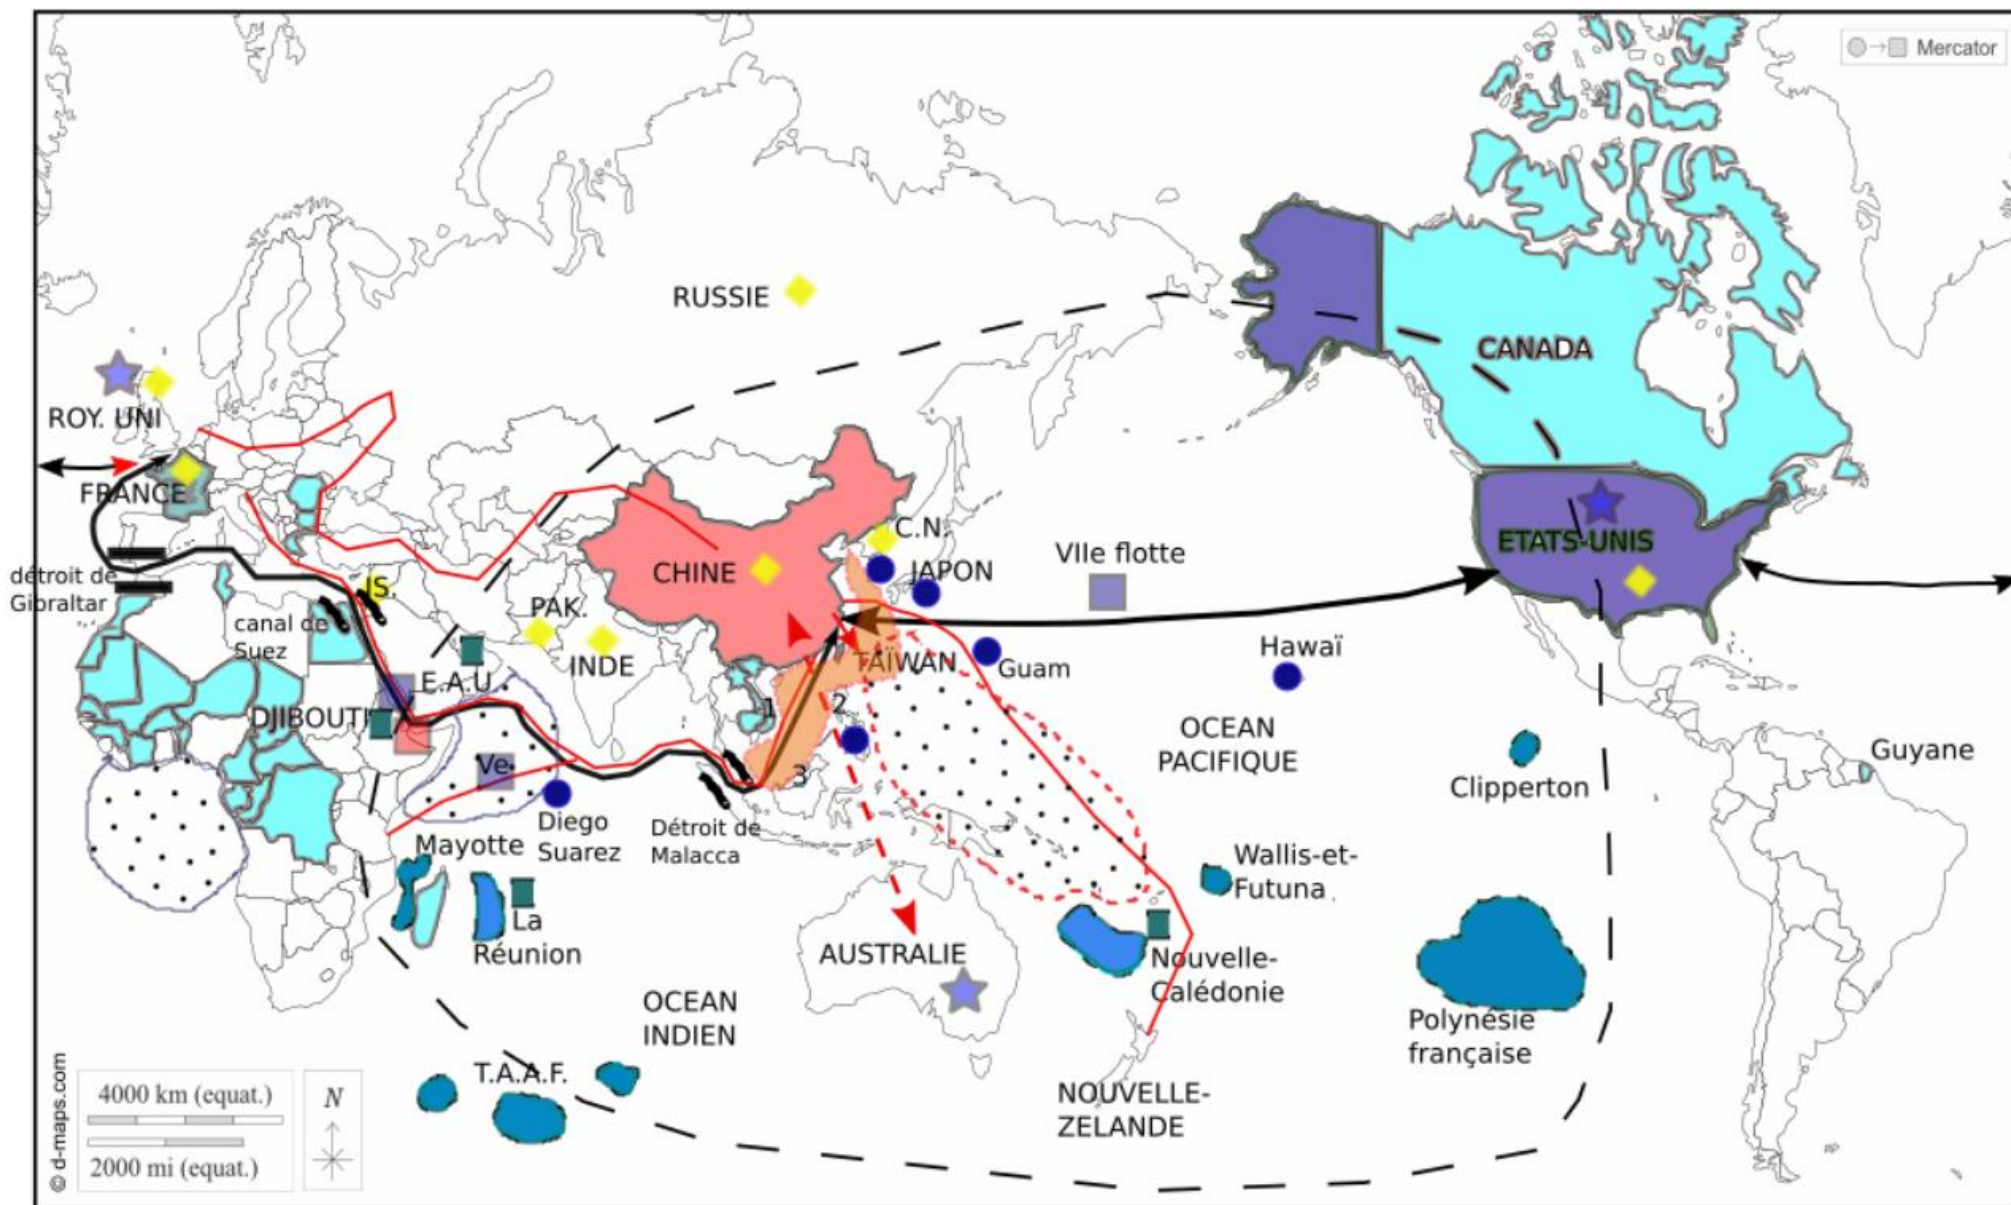 Mercator
RUSSIE
CANADA
ROY. UNI
FRANCE
C.N.
ETATS-UNIS
VIIe flotte
CHINE
JAPON
détroit de
Gibraltar
IS.
PAK.
canal de
Suez
INDE
Hawaï
TAÏWAN
Guam
E.A.U
DJIBOUTI
1
2
OCEAN
PACIFIQUE
Guyane
Ve
3
Clipperton
Mayotte
Diego
Suarez
Détroit de
Malacca
Wallis-et-
Futuna
La
Réunion
AUSTRALIE
Nouvelle-
Calédonie
OCEAN
INDIEN
Polynésie
française
T.A.A.F.
NOUVELLE-
ZELANDE
4000 km (equat.)
2000 mi (equat.)
N
© d-maps.com